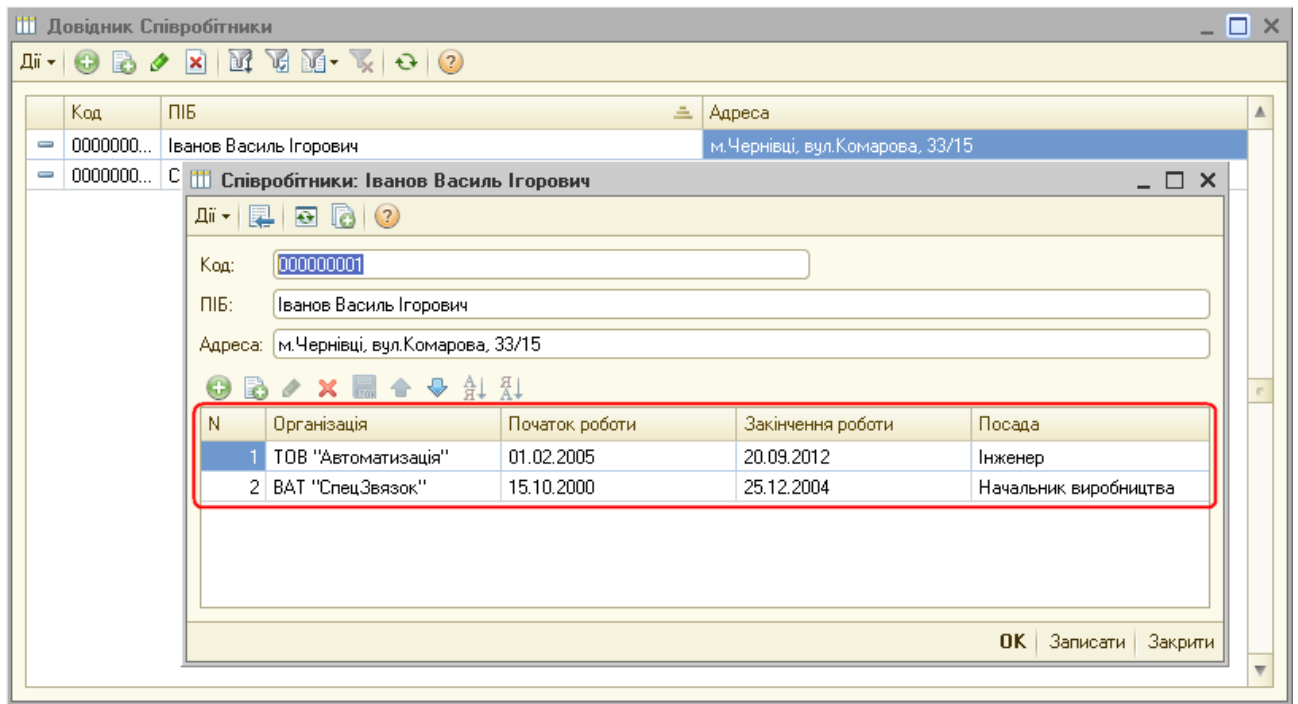 Довідник Співробітники
Дії
Код ПІБ Адреса
0000000... Іванов Василь Ігорович м.Чернівці, вул.Комарова, 33/15
0000000... С
Співробітники: Іванов Василь Ігорович
Дії
Код: 000000001
ПІБ: Іванов Василь Ігорович
Адреса: м.Чернівці, вул.Комарова, 33/15
N Організація Початок роботи Закінчення роботи Посада
1 ТОВ "Автоматизація" 01.02.2005 20.09.2012 Інженер
2 ВАТ "СпецЗвязок" 15.10.2000 25.12.2004 Начальник виробництва
OK Записати Закрити